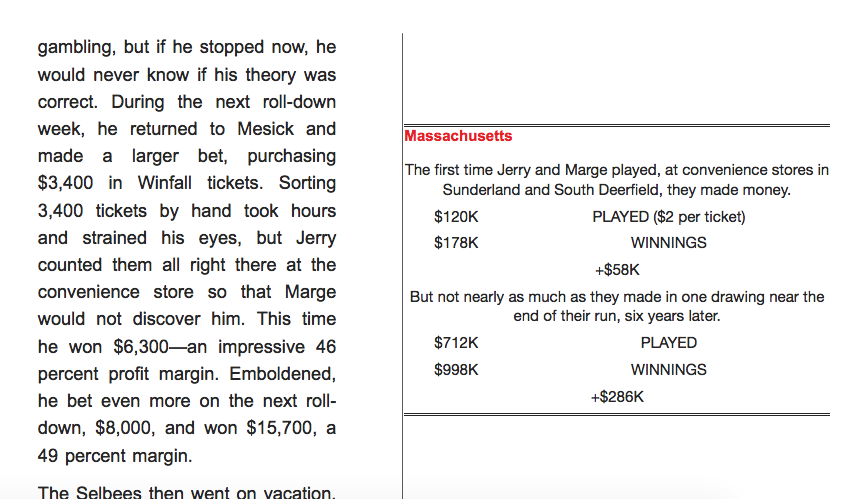 gambling, but if he stopped now, he
would never know if his theory was
correct. During the next roll-down
week, he returned to Mesick and
made a larger bet, purchasing
$3,400 in Winfall tickets. Sorting
3,400 tickets by hand took hours
and strained his eyes, but Jerry
counted them all right there at the
convenience store so that Marge
would not discover him. This time
he won $6,300—an impressive 46
percent profit margin. Emboldened,
he bet even more on the next roll-
down, $8,000, and won $15,700, a
49 percent margin.
The Selbees then went on vacation,
Massachusetts
The first time Jerry and Marge played, at convenience stores in
Sunderland and South Deerfield, they made money.
$120K PLAYED ($2 per ticket)
$178K WINNINGS
+$58K
But not nearly as much as they made in one drawing near the
end of their run, six years later.
$712K PLAYED
$998K WINNINGS
+$286K